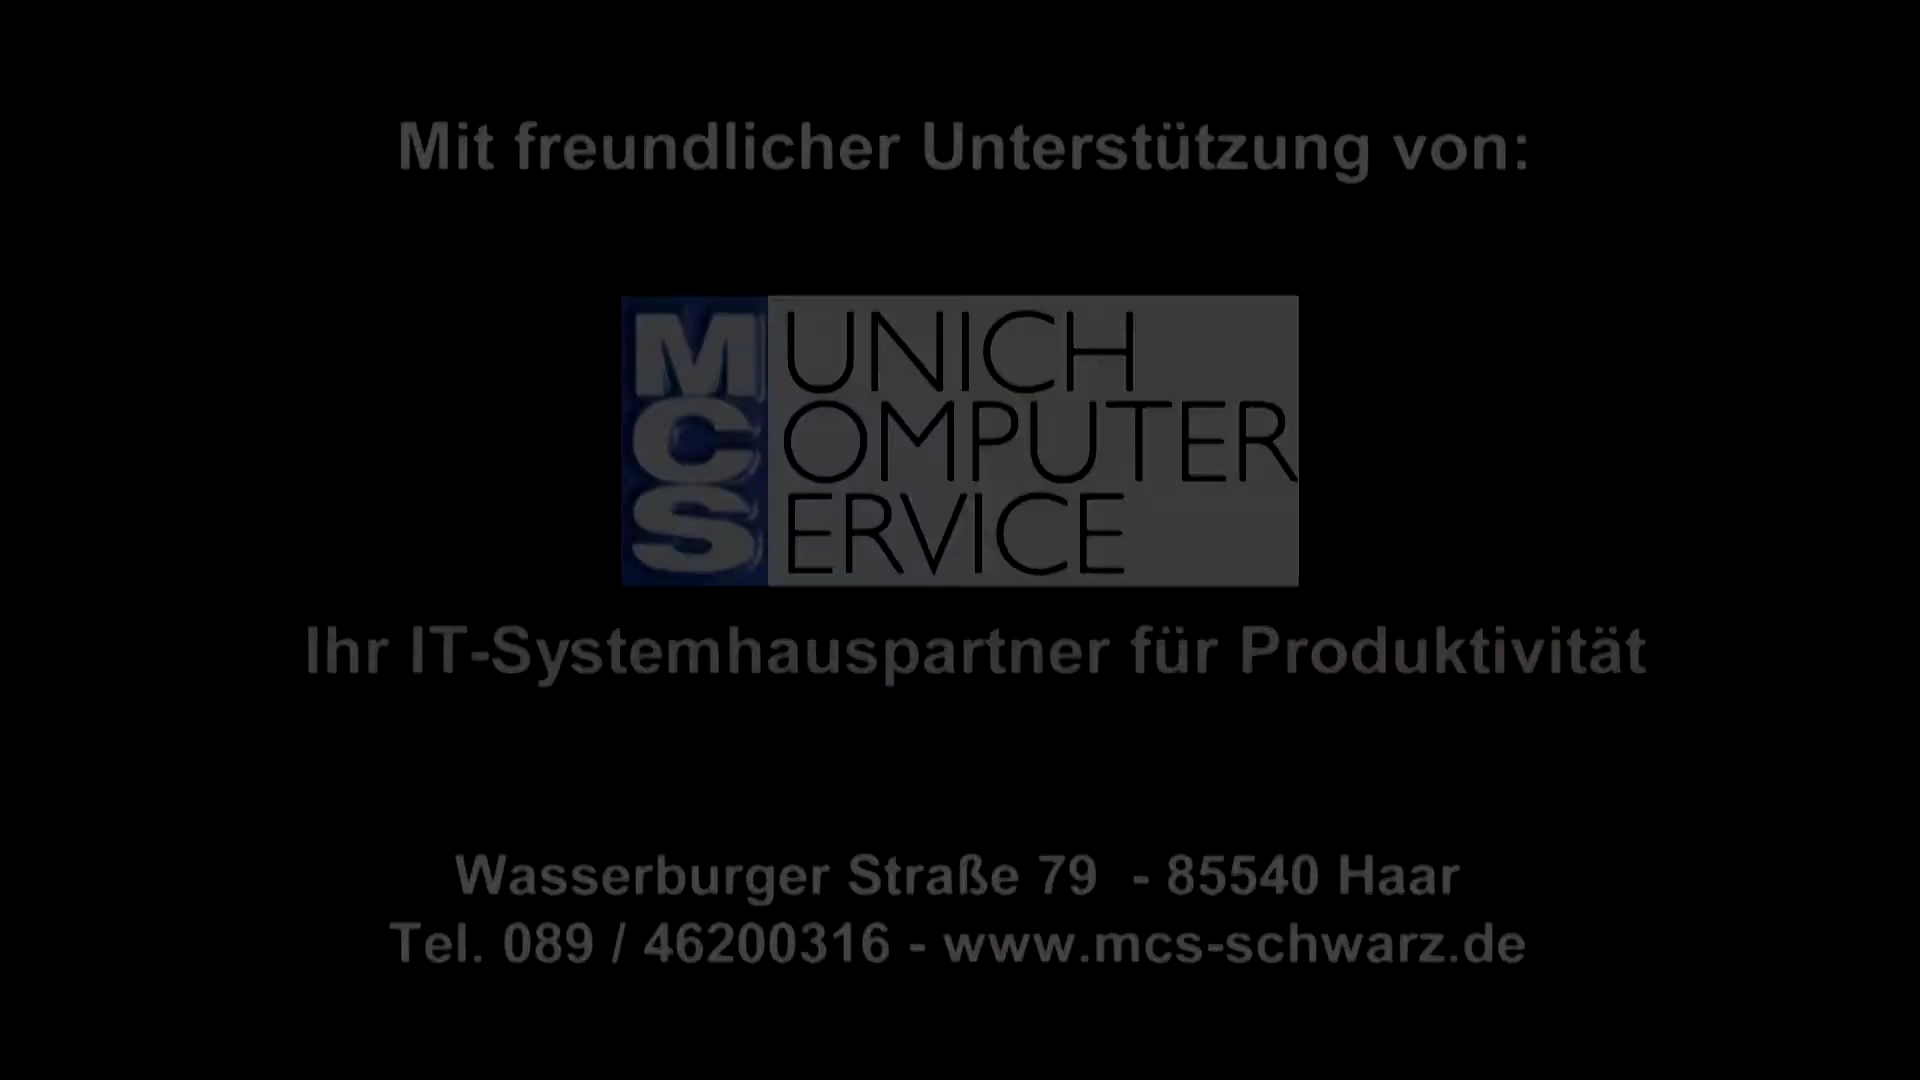 Mit freundlicher Unterstützung von:
MUNICH
COMPUTER
SERVICE
Ihr IT-Systemhauspartner für Produktivität
Wasserburger Straße 79 - 85540 Haar
Tel. 089 / 46200316 - www.mcs-schwarz.de